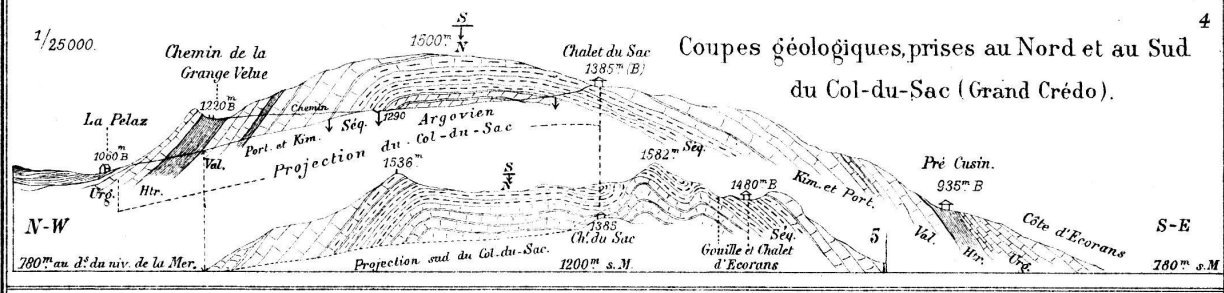 4
1/25000.
Coupes géologiques, prises au Nord et au Sud
du Col-du-Sac (Grand Crédo).
S
N
1500m
Chemin de la
Grange Velue
1220m B
Chalet du Sac
1385m (B)
La Pelaz
1060m B
Chemin
1290
Argovien
Séq.
Port. et Kim.
Val.
Htr.
Urg.
Projection du Col-du-Sac
Séq.
Kim. et Port.
Pré Cusin.
935m B
Val.
Htr.
Urg.
Côte d'Ecorans
N-W
S-E
1536m
S
N
1582m
1480m B
1385
Ch. du Sac
Séq.
Gouille et Chalet
d'Ecorans
5
Projection sud du Col-du-Sac.
780m au d.s du niv. de la Mer.
1200m s.M.
780m s.M